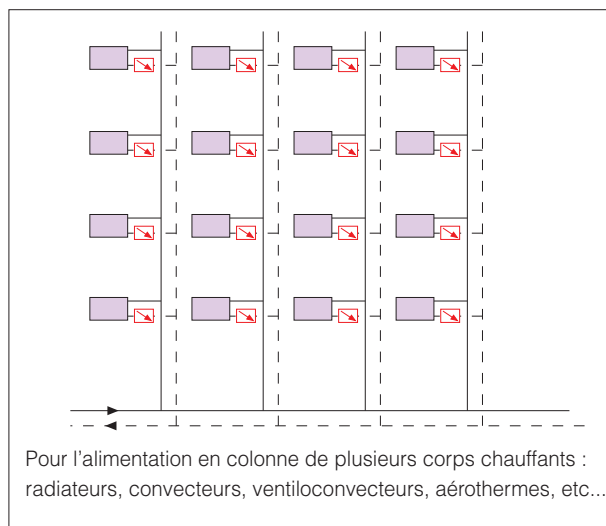 Pour l'alimentation en colonne de plusieurs corps chauffants :
radiateurs, convecteurs, ventiloconvecteurs, aérothermes, etc...